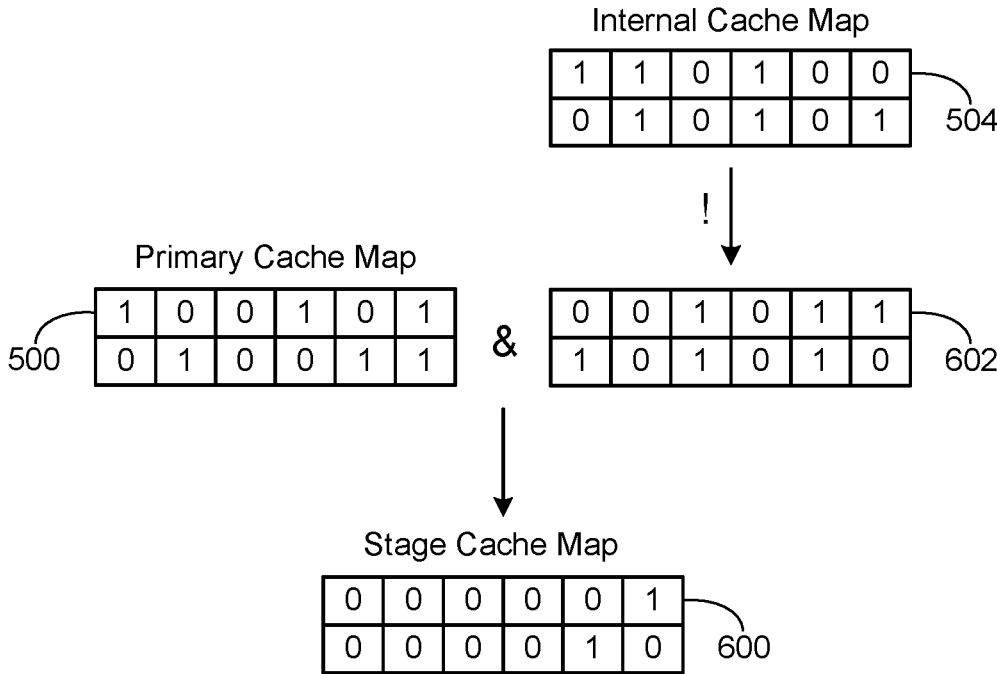 Internal Cache Map
1 1 0 1 0 0
0 1 0 1 0 1
504
!
Primary Cache Map
1 0 0 1 0 1
0 1 0 0 1 1
500
&
0 0 1 0 1 1
1 0 1 0 1 0
602
Stage Cache Map
0 0 0 0 0 1
0 0 0 0 1 0
600